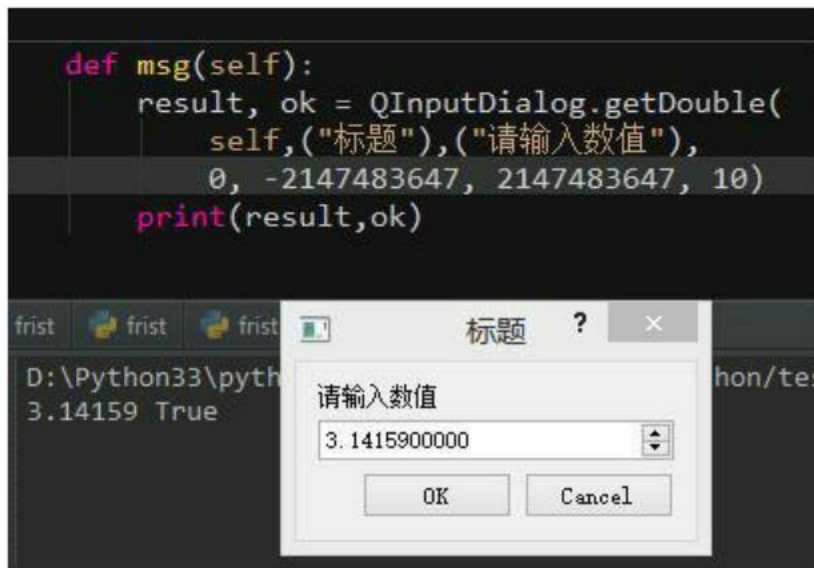 def msg(self):
result, ok = QInputDialog.getDouble(
self,("标题"),("请输入数值"),
0, -2147483647, 2147483647, 10)
print(result,ok)
frist frist frist
标题 ?
D:\Python33\pyth hon/tes
3.14159 True
请输入数值
3.1415900000
OK Cancel